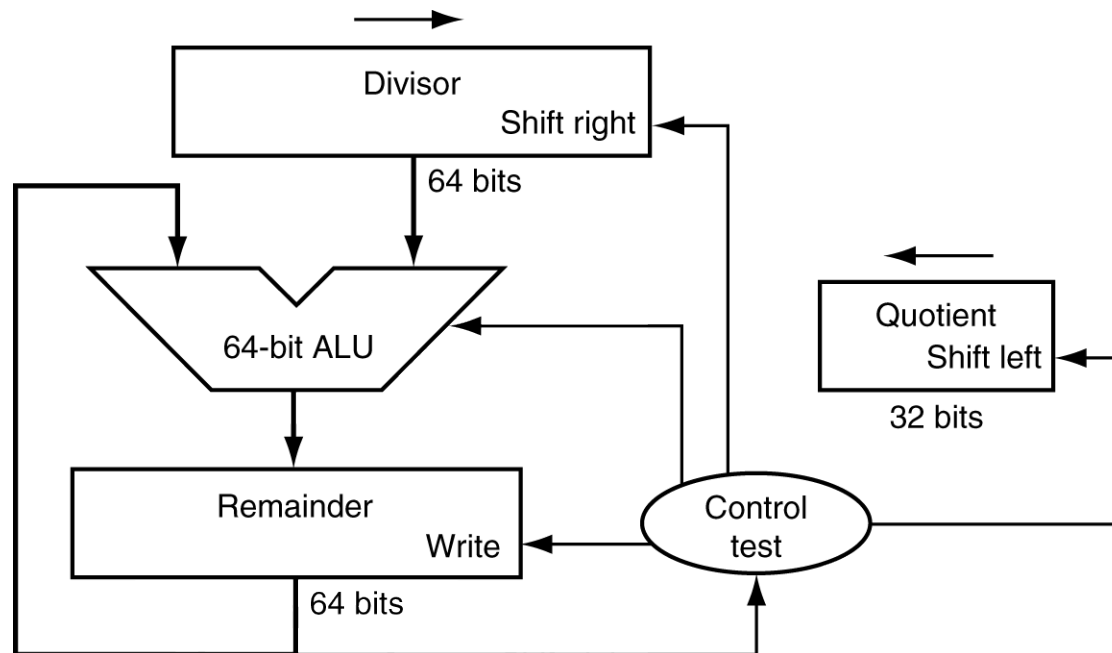 Divisor
Shift right
64 bits
64-bit ALU
Quotient
Shift left
32 bits
Remainder
Write
Control
test
64 bits